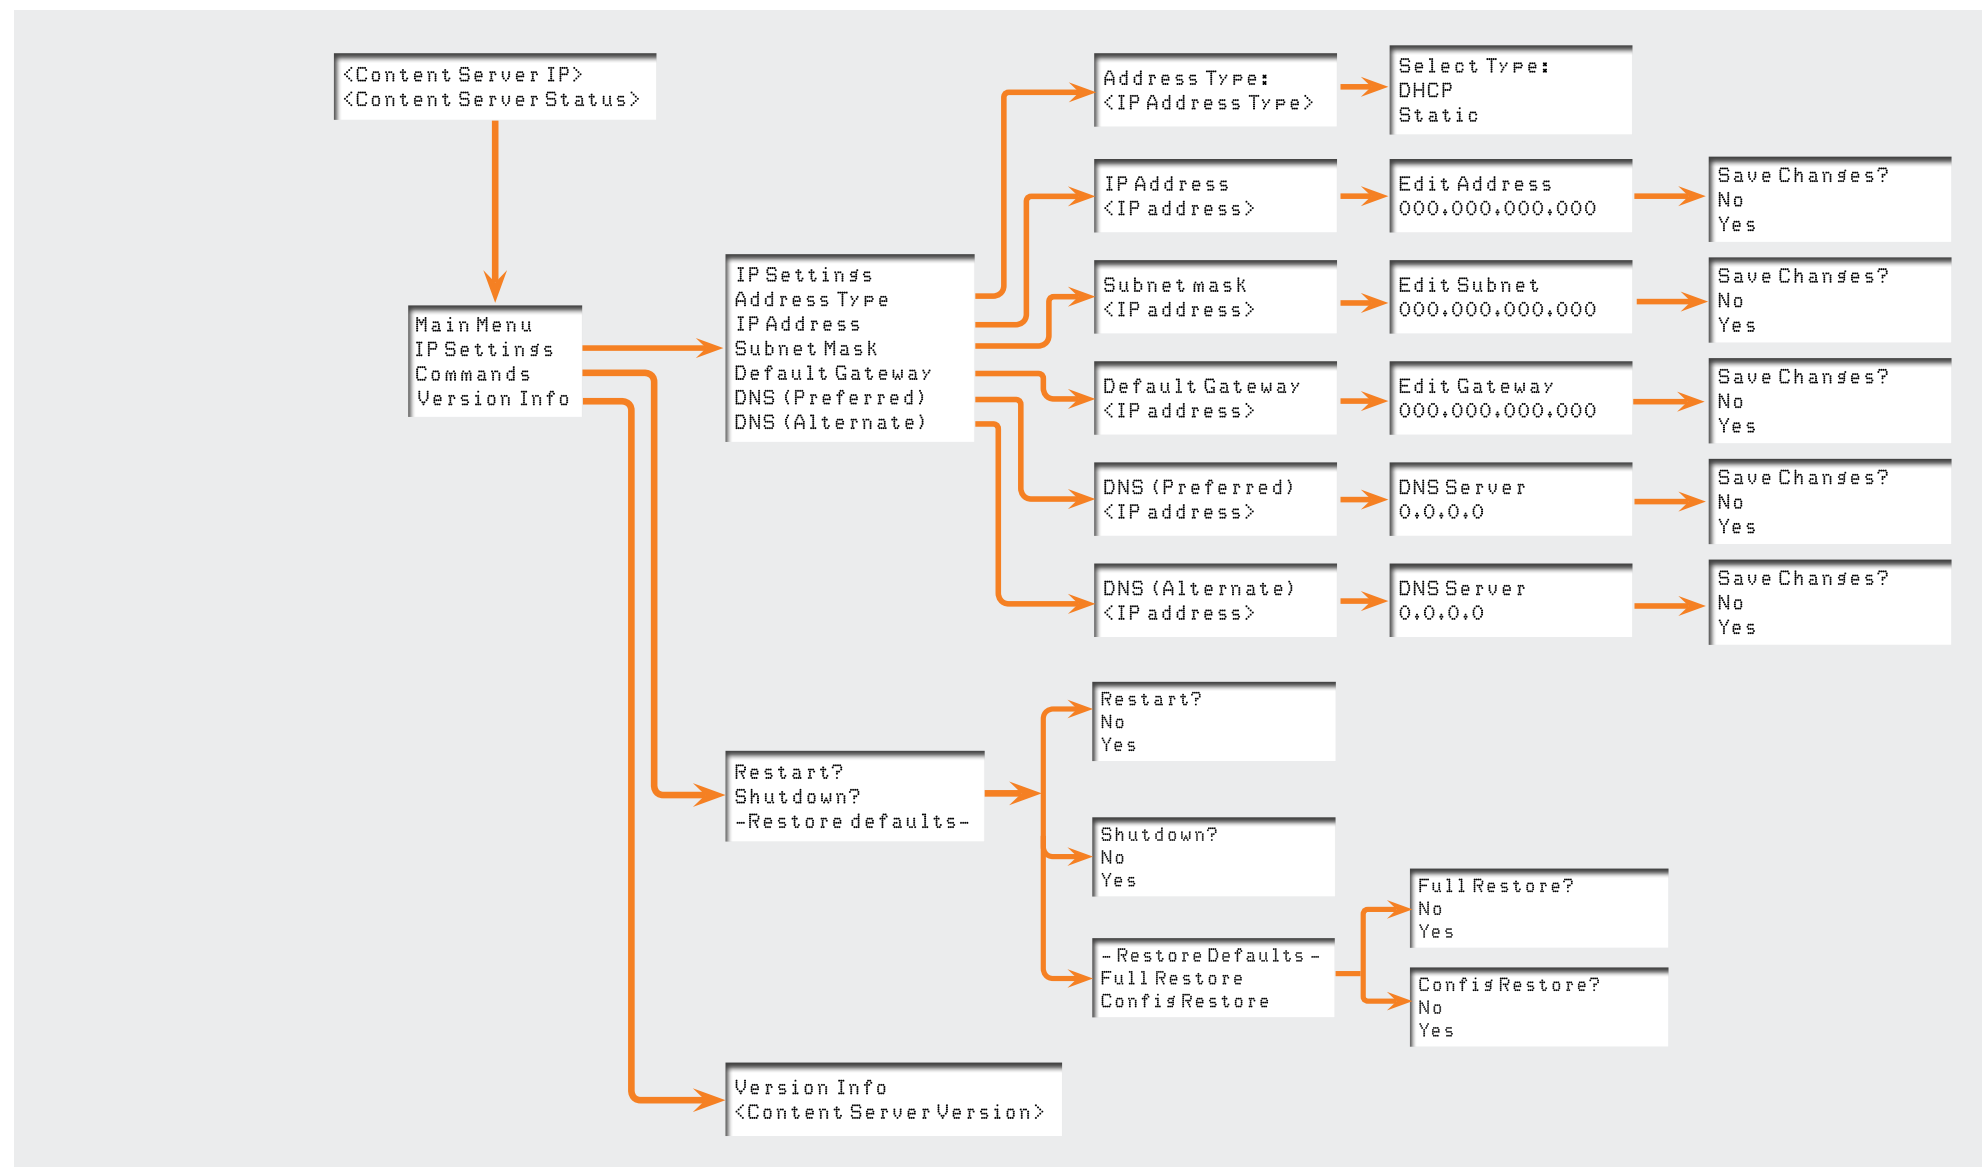 <Content Server IP>
<Content Server Status>
Main Menu
IP Settings
Commands
Version Info
IP Settings
Address Type
IP Address
Subnet Mask
Default Gateway
DNS (Preferred)
DNS (Alternate)
Address Type:
<IP Address Type>
Select Type:
DHCP
Static
IP Address
<IP address>
Edit Address
000.000.000.000
Save Changes?
No
Yes
Subnet mask
<IP address>
Edit Subnet
000.000.000.000
Save Changes?
No
Yes
Default Gateway
<IP address>
Edit Gateway
000.000.000.000
Save Changes?
No
Yes
DNS (Preferred)
<IP address>
DNS Server
0.0.0.0
Save Changes?
No
Yes
DNS (Alternate)
<IP address>
DNS Server
0.0.0.0
Save Changes?
No
Yes
Restart?
Shutdown?
-Restore defaults-
Restart?
No
Yes
Shutdown?
No
Yes
- Restore Defaults -
Full Restore
Config Restore
Full Restore?
No
Yes
Config Restore?
No
Yes
Version Info
<Content Server Version>